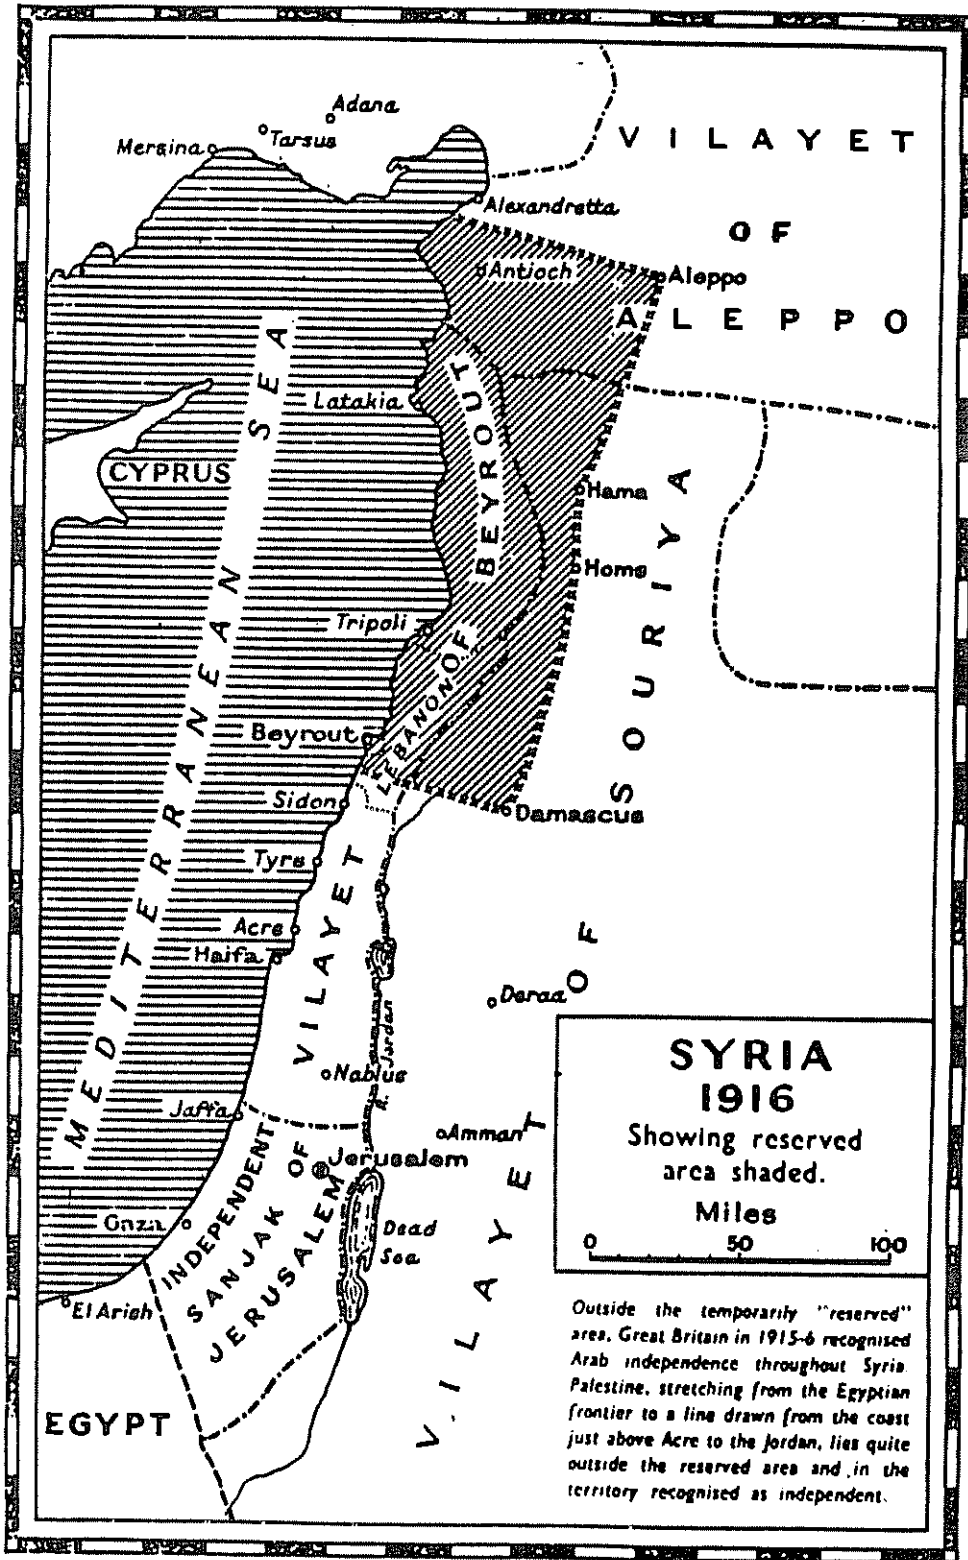 Adana
Tarsus
Mersina
VILAYET
OF
ALEPPO
Alexandretta
Antioch
Aleppo
Latakia
CYPRUS
MEDITERRANEAN SEA
Hama
Homs
Tripoli
Beyrout
LEBANON
VILAYET OF BEYROUT
Sidon
Damascus
Tyre
Acre
Haifa
Deraa
VILAYET OF SOURIYA
R. Jordan
Nablus
Jaffa
Amman
Jerusalem
INDEPENDENT
SANJAK OF
JERUSALEM
Gaza
Dead
Sea
El Arish
EGYPT
SYRIA
1916
Showing reserved
area shaded.
Miles
0 50 100
Outside the temporarily "reserved"
area, Great Britain in 1915-6 recognised
Arab independence throughout Syria.
Palestine, stretching from the Egyptian
frontier to a line drawn from the coast
just above Acre to the Jordan, lies quite
outside the reserved area and in the
territory recognised as independent.